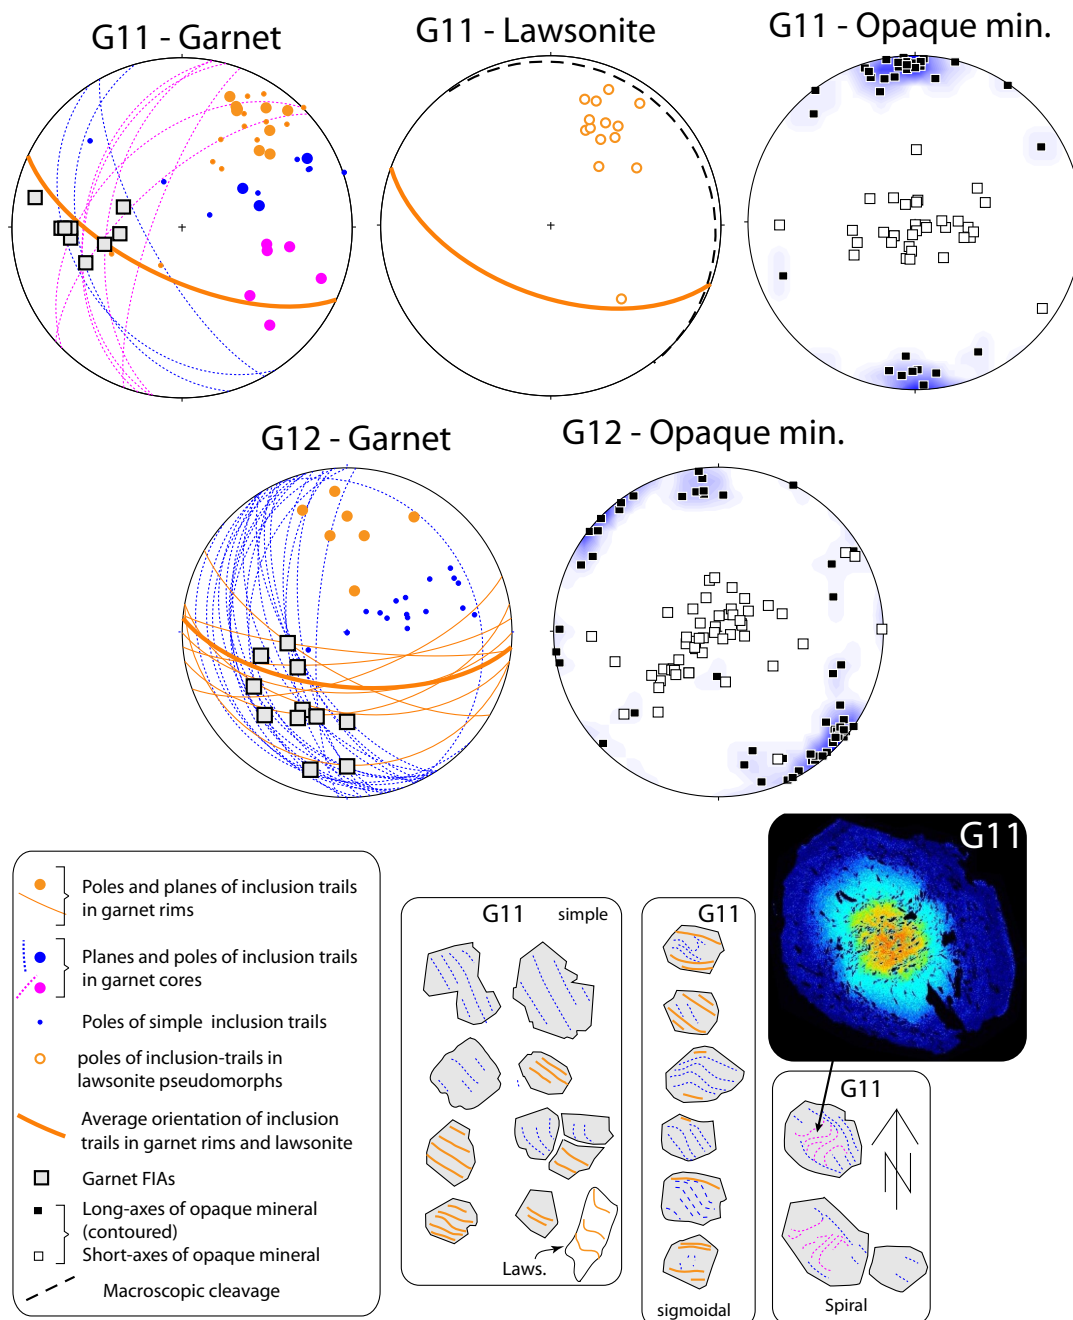 G11 - Garnet
G11 - Lawsonite
G11 - Opaque min.
G12 - Garnet
G12 - Opaque min.
Poles and planes of inclusion trails
in garnet rims
Planes and poles of inclusion trails
in garnet cores
Poles of simple inclusion trails
poles of inclusion-trails in
lawsonite pseudomorphs
Average orientation of inclusion
trails in garnet rims and lawsonite
Garnet FIAs
Long-axes of opaque mineral
(contoured)
Short-axes of opaque mineral
Macroscopic cleavage
G11 simple
Laws.
G11
sigmoidal
G11
G11
N
Spiral